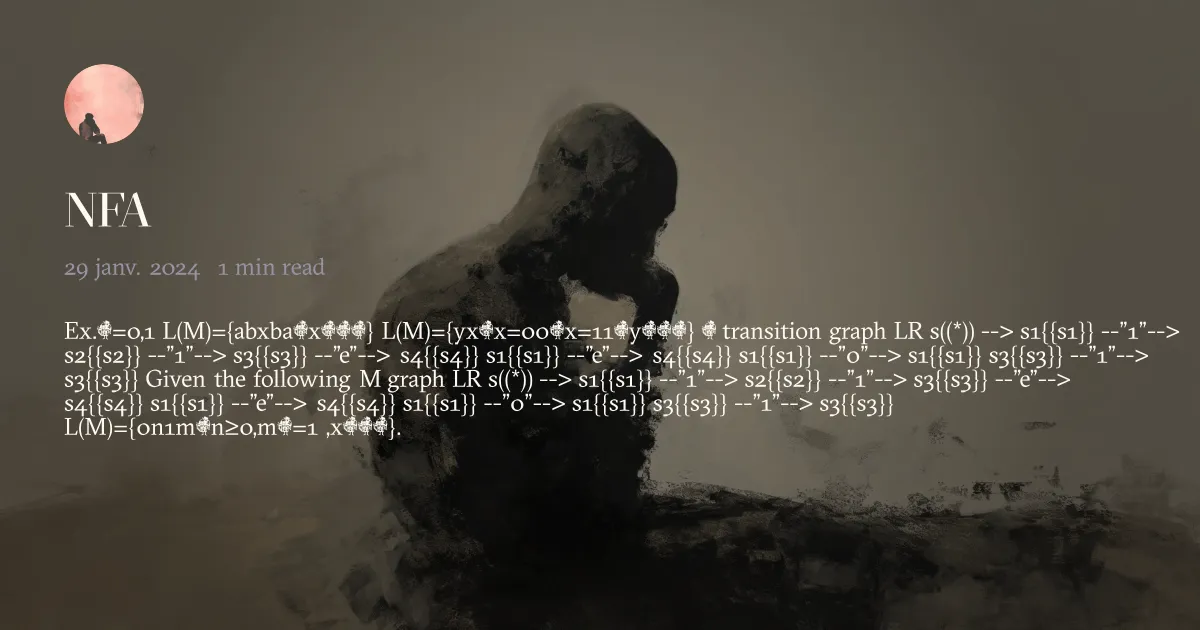 NFA
29 janv. 2024 1 min read
Ex.=0,1 L(M)={abxbax} L(M)={yxx=00x=11y} transition graph LR s((*)) --> s1{{s1}} --"1"-->
s2{{s2}} --"1"--> s3{{s3}} --"e"--> s4{{s4}} s1{{s1}} --"e"--> s4{{s4}} s1{{s1}} --"0"--> s1{{s1}} s3{{s3}} --"1"-->
s3{{s3}} Given the following M graph LR s((*)) --> s1{{s1}} --"1"--> s2{{s2}} --"1"--> s3{{s3}} --"e"-->
s4{{s4}} s1{{s1}} --"e"--> s4{{s4}} s1{{s1}} --"0"--> s1{{s1}} s3{{s3}} --"1"--> s3{{s3}}
L(M)={0n1mn≥0,m=1 ,x}.